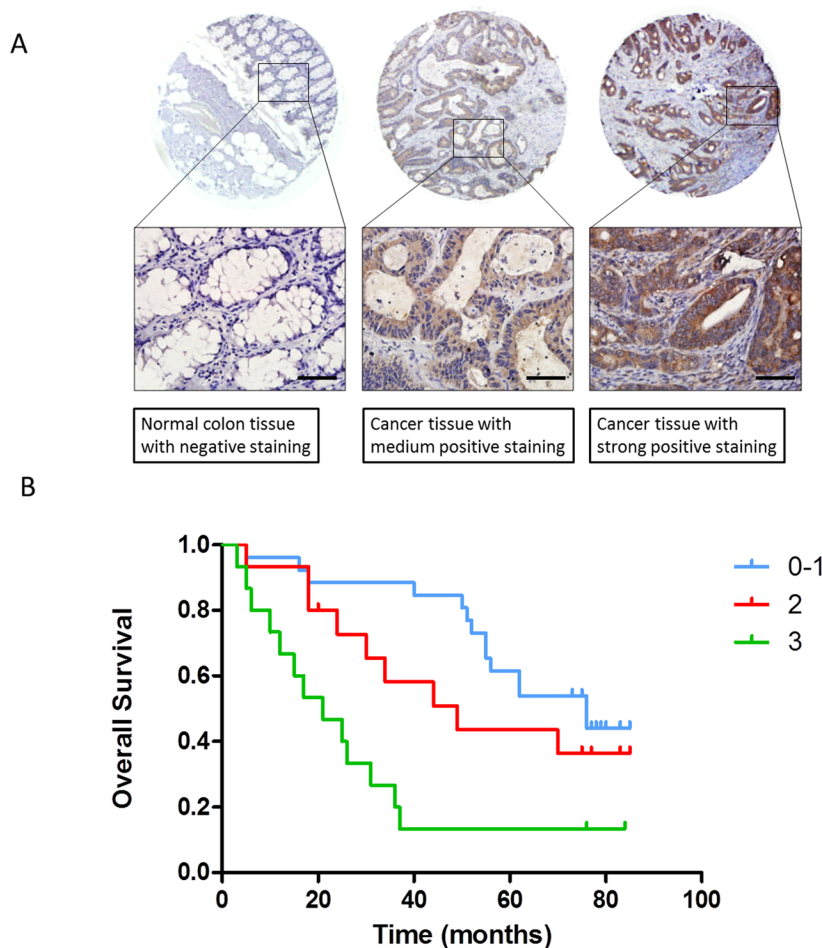 A
Normal colon tissue
with negative staining
Cancer tissue with
medium positive staining
Cancer tissue with
strong positive staining
B
1.0
0.8
0.6
0.4
0.2
0.0
Overall Survival
0 20 40 60 80 100
Time (months)
0-1
2
3